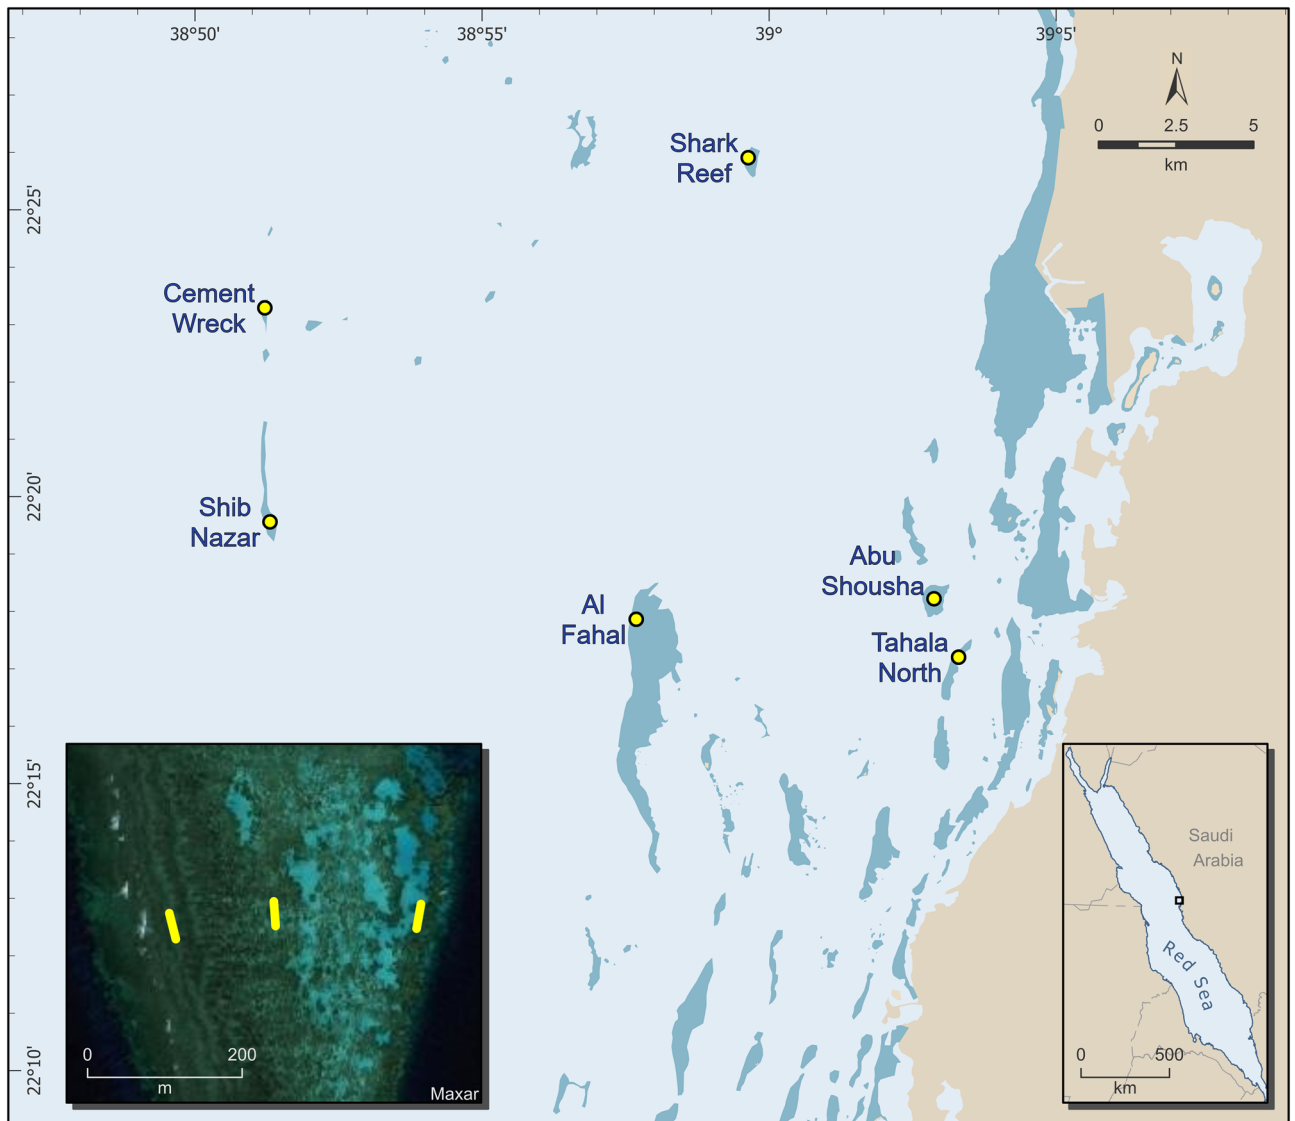 38°50'
38°55'
39°
39°5'
N
0 2.5 5
km
22°25'
22°20'
22°15'
22°10'
Shark
Reef
Cement
Wreck
Shib
Nazar
Abu
Shousha
Al
Fahal
Tahala
North
0 200
m
Maxar
Saudi
Arabia
Red Sea
0 500
km